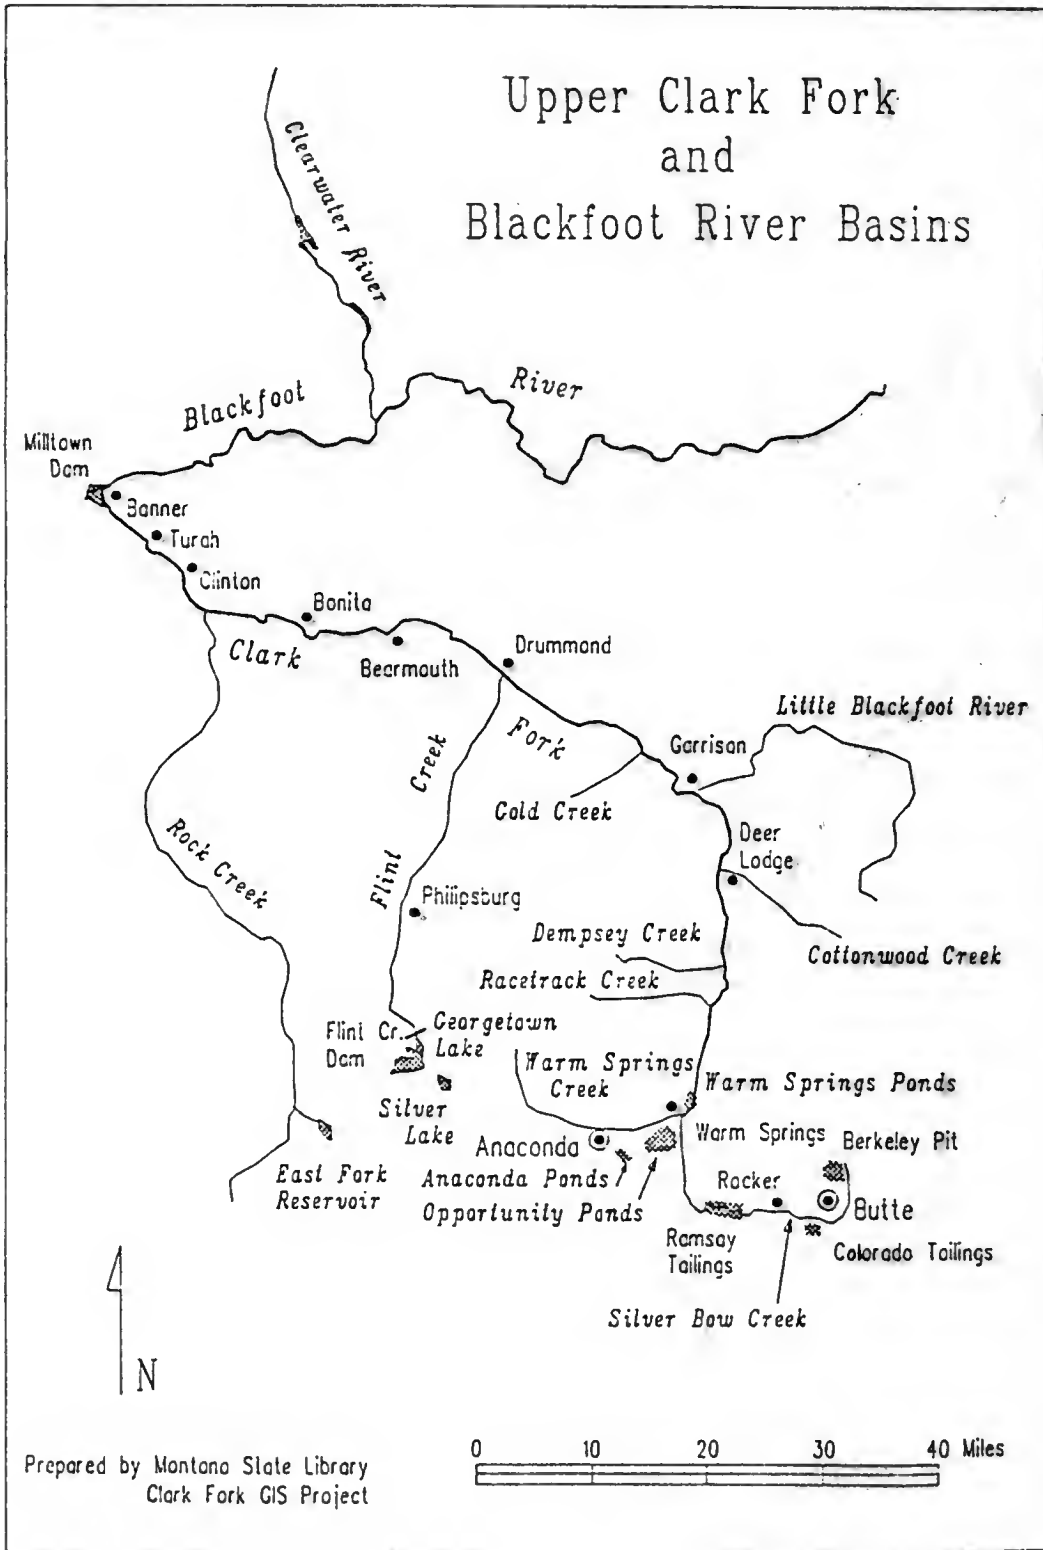 Upper Clark Fork
and
Blackfoot River Basins
Clearwater River
Blackfoot
River
Milltown
Dam
Bonner
Turah
Clinton
Bonita
Clark
Bearmouth
Drummond
Fork
Little Blackfoot River
Garrison
Gold Creek
Creek
Flint
Rock Creek
Deer
Lodge
Philipsburg
Dempsey Creek
Cottonwood Creek
Racetrack Creek
Flint Cr.
Dam
Georgetown
Lake
Warm Springs
Creek
Warm Springs Ponds
Silver
Lake
Anaconda
Warm Springs
Berkeley Pit
East Fork
Reservoir
Anaconda Ponds
Opportunity Ponds
Rocker
Butte
Ramsay
Tailings
Colorado Tailings
Silver Bow Creek
N
0 10 20 30 40 Miles
Prepared by Montana State Library
Clark Fork GIS Project